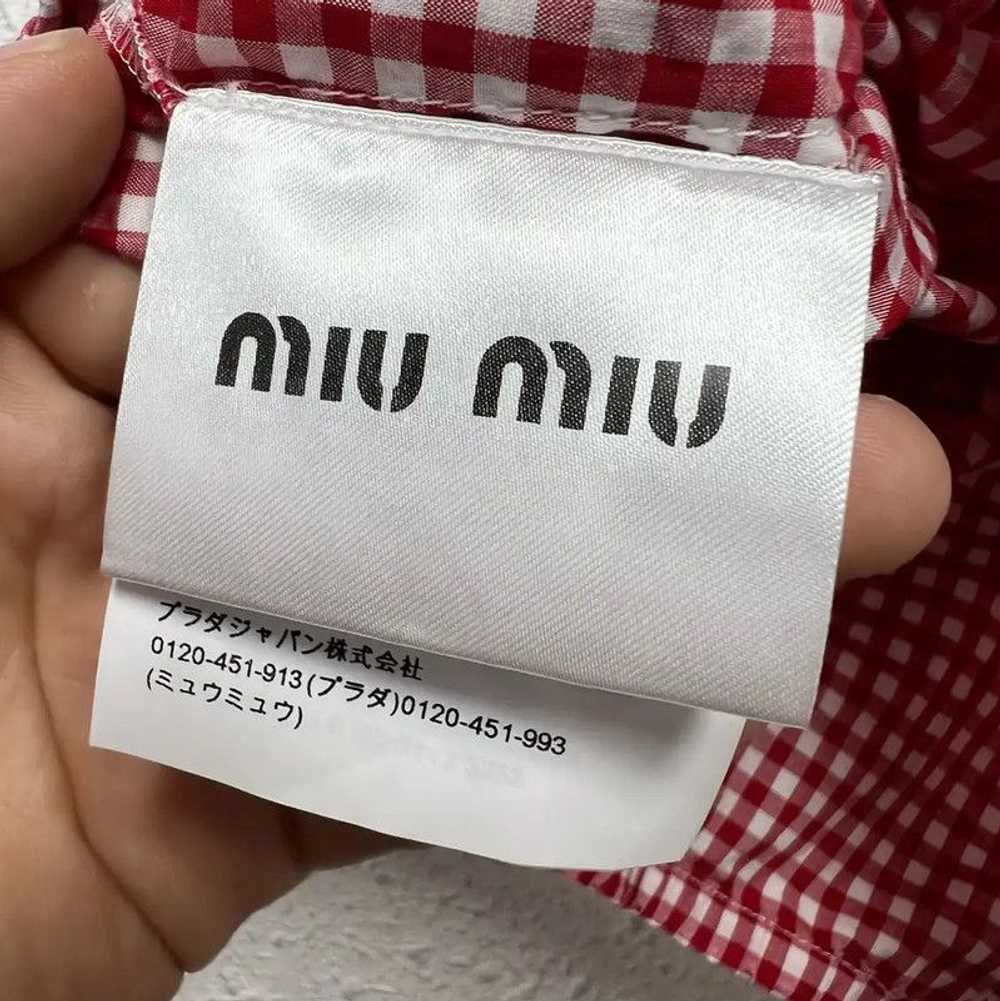 miu miu
プラダジャパン株式会社
0120-451-913(プラダ)0120-451-993
(ミュウミュウ)